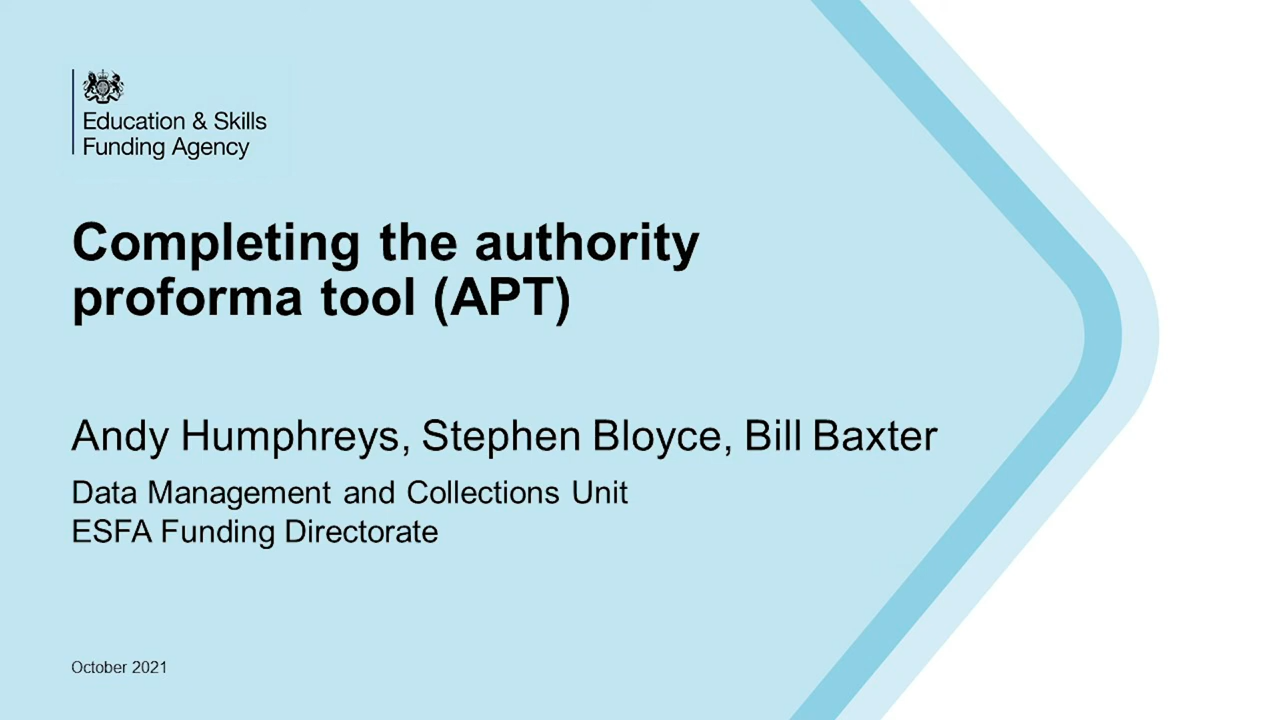 Education & Skills
Funding Agency
Completing the authority
proforma tool (APT)
Andy Humphreys, Stephen Bloyce, Bill Baxter
Data Management and Collections Unit
ESFA Funding Directorate
October 2021